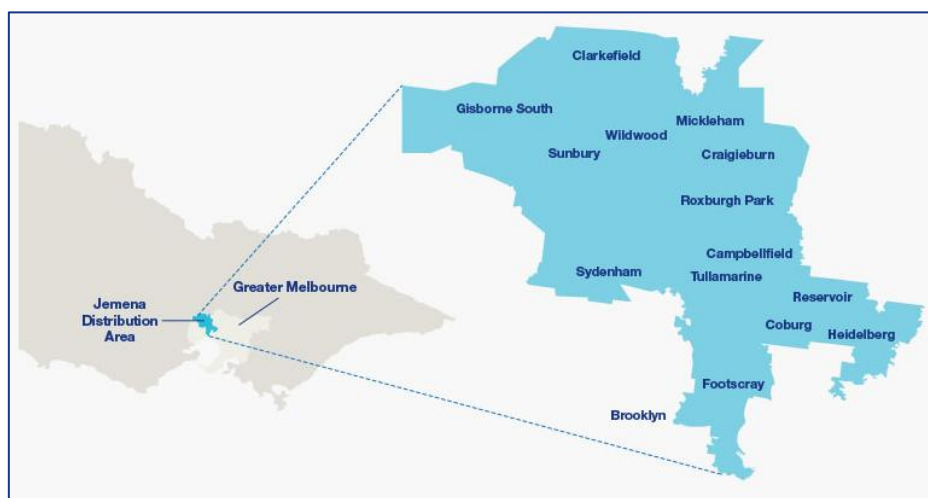 Clarkefield
Gisborne South
Mickleham
Wildwood
Sunbury
Craigieburn
Roxburgh Park
Campbellfield
Sydenham
Tullamarine
Greater Melbourne
Jemena
Distribution
Area
Reservoir
Coburg
Heidelberg
Footscray
Brooklyn